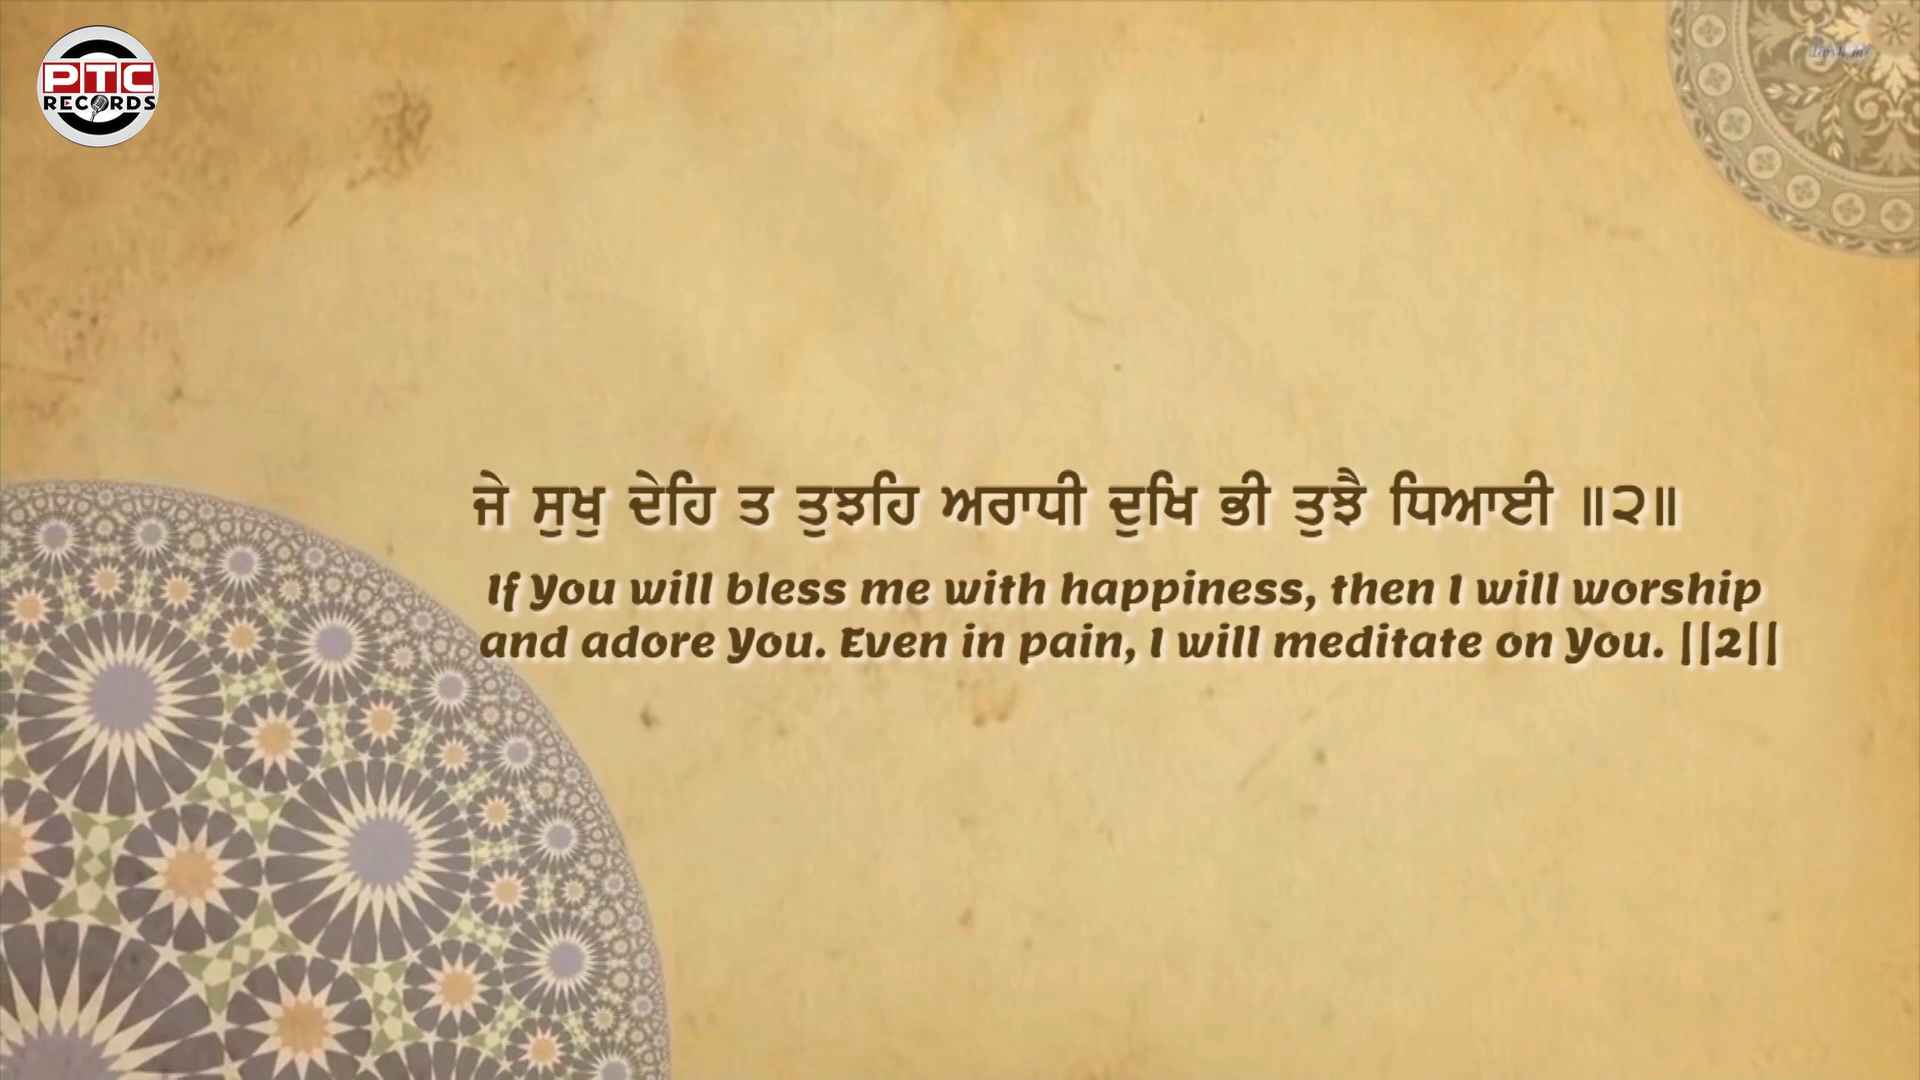 PTC
RECORDS
ਜੇ ਸੁਖੁ ਦੇਹਿ ਤ ਤੁਝਹਿ ਅਰਾਧੀ ਦੁਖਿ ਭੀ ਤੁਝੈ ਧਿਆਈ ॥੨॥
If You will bless me with happiness, then I will worship
and adore You. Even in pain, I will meditate on You. ||2||